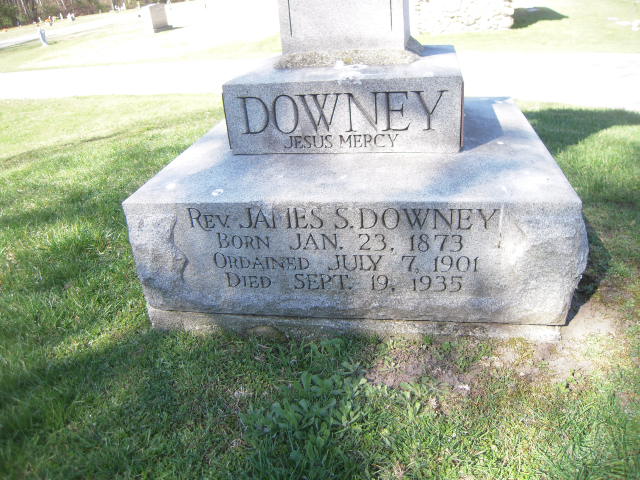 DOWNEY
JESUS MERCY
REV. JAMES S. DOWNEY
BORN JAN. 23, 1873
ORDAINED JULY 7, 1901
DIED SEPT. 19, 1935